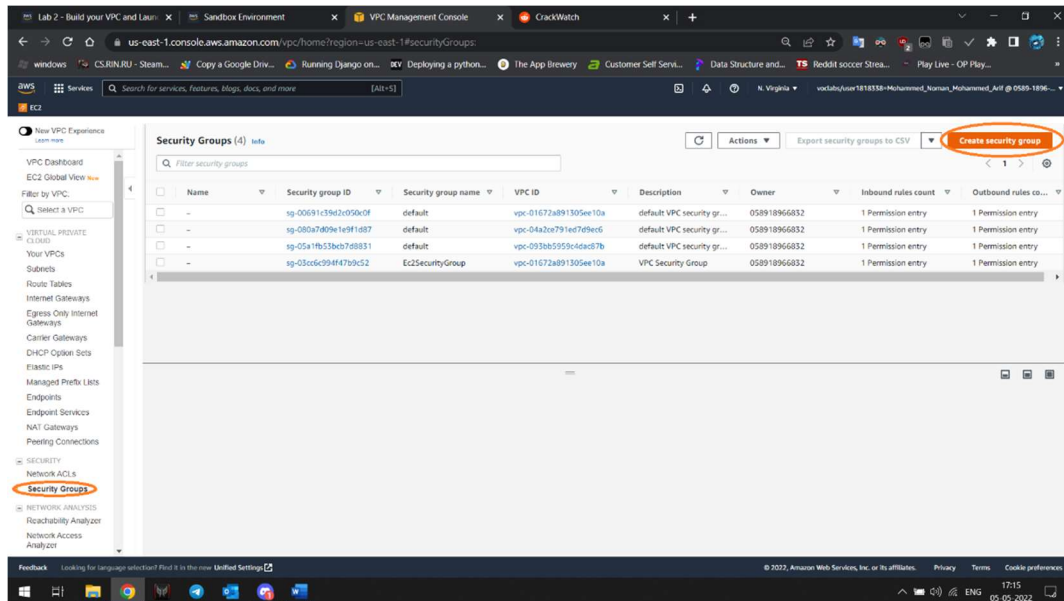 Lab 2 - Build your VPC and Laun
Sandbox Environment
VPC Management Console
CrackWatch
us-east-1.console.aws.amazon.com/vpc/home?region=us-east-1#securityGroups:
windows
CS.RIN.RU - Steam...
Copy a Google Driv...
Running Django on...
DEV Deploying a python...
The App Brewery
Customer Self Servi...
Data Structure and...
TS Reddit soccer Strea...
Play Live - OP Play...
aws
Services
Search for services, features, blogs, docs, and more
[Alt+S]
N. Virginia
voclabs/user1818338=Mohammed_Noman_Mohammed_Arif @ 0589-1896-...
EC2
New VPC Experience
Learn more
VPC Dashboard
EC2 Global View New
Filter by VPC:
Select a VPC
VIRTUAL PRIVATE
CLOUD
Your VPCs
Subnets
Route Tables
Internet Gateways
Egress Only Internet
Gateways
Carrier Gateways
DHCP Option Sets
Elastic IPs
Managed Prefix Lists
Endpoints
Endpoint Services
NAT Gateways
Peering Connections
SECURITY
Network ACLs
Security Groups
NETWORK ANALYSIS
Reachability Analyzer
Network Access
Analyzer
Security Groups (4) Info
Actions
Export security groups to CSV
Create security group
Filter security groups
1
Name Security group ID Security group name VPC ID Description Owner Inbound rules count Outbound rules co...
– sg-00691c39d2c050c0f default vpc-01672a891305ee10a default VPC security gr... 058918966832 1 Permission entry 1 Permission entry
– sg-080a7d09e1e9f1d87 default vpc-04a2ce791ed7d9ec6 default VPC security gr... 058918966832 1 Permission entry 1 Permission entry
– sg-05a1fb53bcb7d8831 default vpc-093bb5959c4dac87b default VPC security gr... 058918966832 1 Permission entry 1 Permission entry
– sg-03cc6c994f47b9c52 Ec2SecurityGroup vpc-01672a891305ee10a VPC Security Group 058918966832 1 Permission entry 1 Permission entry
Feedback
Looking for language selection? Find it in the new Unified Settings
© 2022, Amazon Web Services, Inc. or its affiliates.
Privacy
Terms
Cookie preferences
ENG
17:15
05-05-2022